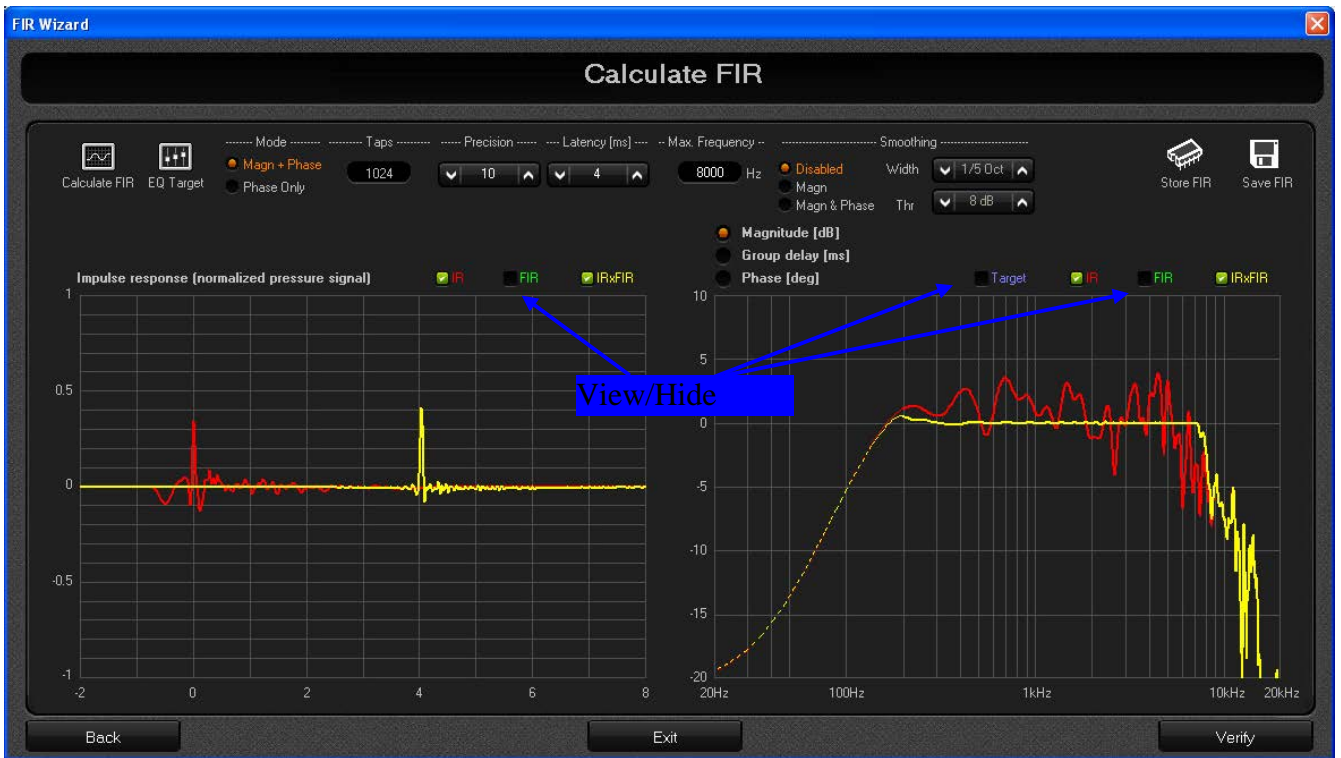 FIR Wizard
Calculate FIR
------- Mode -------- -------- Taps --------- ----- Precision ------ ---- Latency [ms] ---- -- Max. Frequency -- ---------------------- Smoothing ----------------------
Calculate FIR
EQ Target
Magn + Phase
Phase Only
1024
10
4
8000 Hz
Disabled
Magn
Magn & Phase
Width 1/5 Oct
Thr 8 dB
Store FIR
Save FIR
Magnitude [dB]
Group delay [ms]
Phase [deg]
Impulse response (normalized pressure signal) IR FIR IRxFIR
Target IR FIR IRxFIR
1
0.5
0
-0.5
-1
-2 0 2 4 6 8
View/Hide
10
5
0
-5
-10
-15
-20
20Hz 100Hz 1kHz 10kHz 20kHz
Back Exit Verify